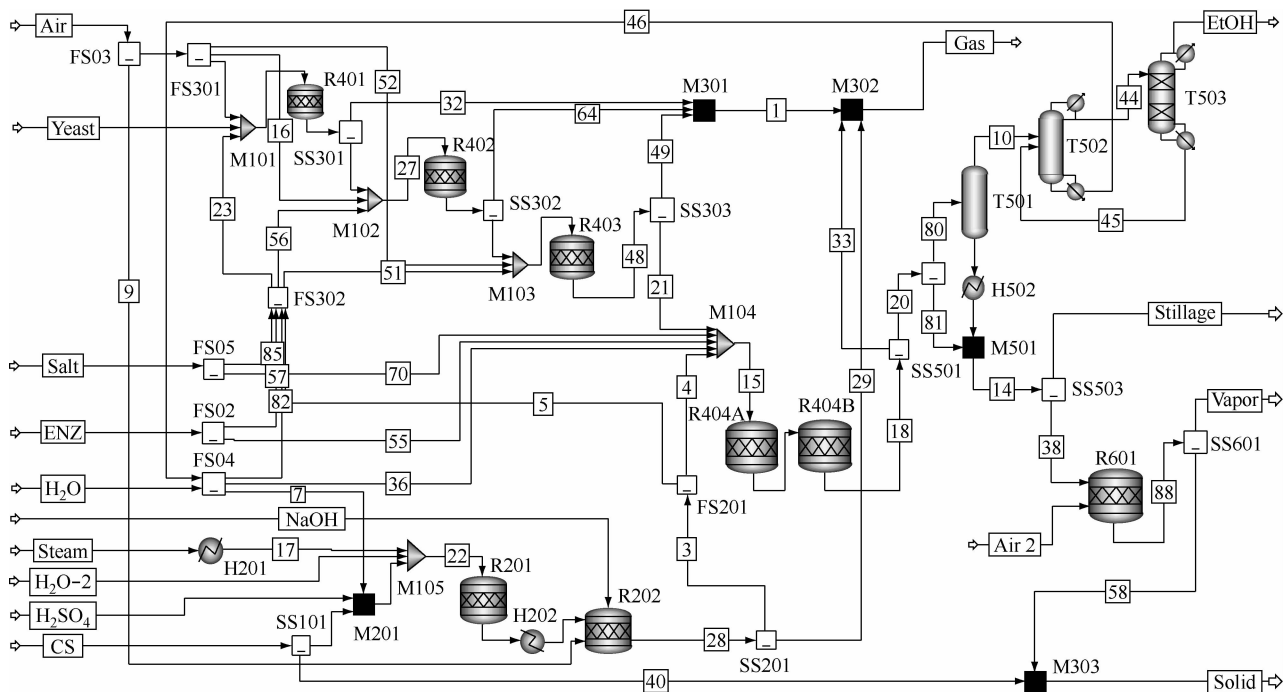 Air
46
EtOH
FS03
FS301
52
R401
M301
M302
Gas
44
T503
32
64
1
Yeast
16
M101
SS301
R402
27
49
10
T502
23
M102
SS302
SS303
T501
56
R403
33
80
45
9
51
M103
48
FS302
21
20
H502
M104
81
Stillage
FS05
85
SS501
M501
Salt
57
70
4
15
29
14
SS503
82
5
Vapor
FS02
R404A
R404B
ENZ
55
18
38
SS601
FS04
R601
H₂O
7
36
FS201
88
NaOH
Steam
17
22
3
Air 2
H201
M105
R201
H₂O-2
H₂SO₄
M201
H202
R202
58
SS101
CS
28
SS201
M303
40
Solid